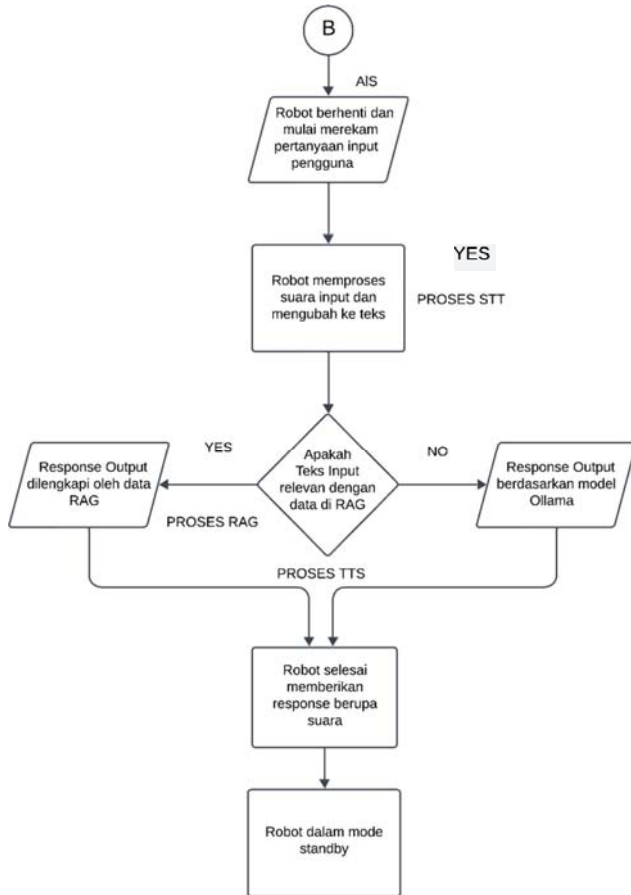 B
AIS
Robot berhenti dan
mulai merekam
pertanyaan input
pengguna
YES
Robot memproses
suara input dan
mengubah ke teks
PROSES STT
YES
Apakah
Teks Input
relevan dengan
data di RAG
NO
Response Output
dilengkapi oleh data
RAG
Response Output
berdasarkan model
Ollama
PROSES RAG
PROSES TTS
Robot selesai
memberikan
response berupa
suara
Robot dalam mode
standby